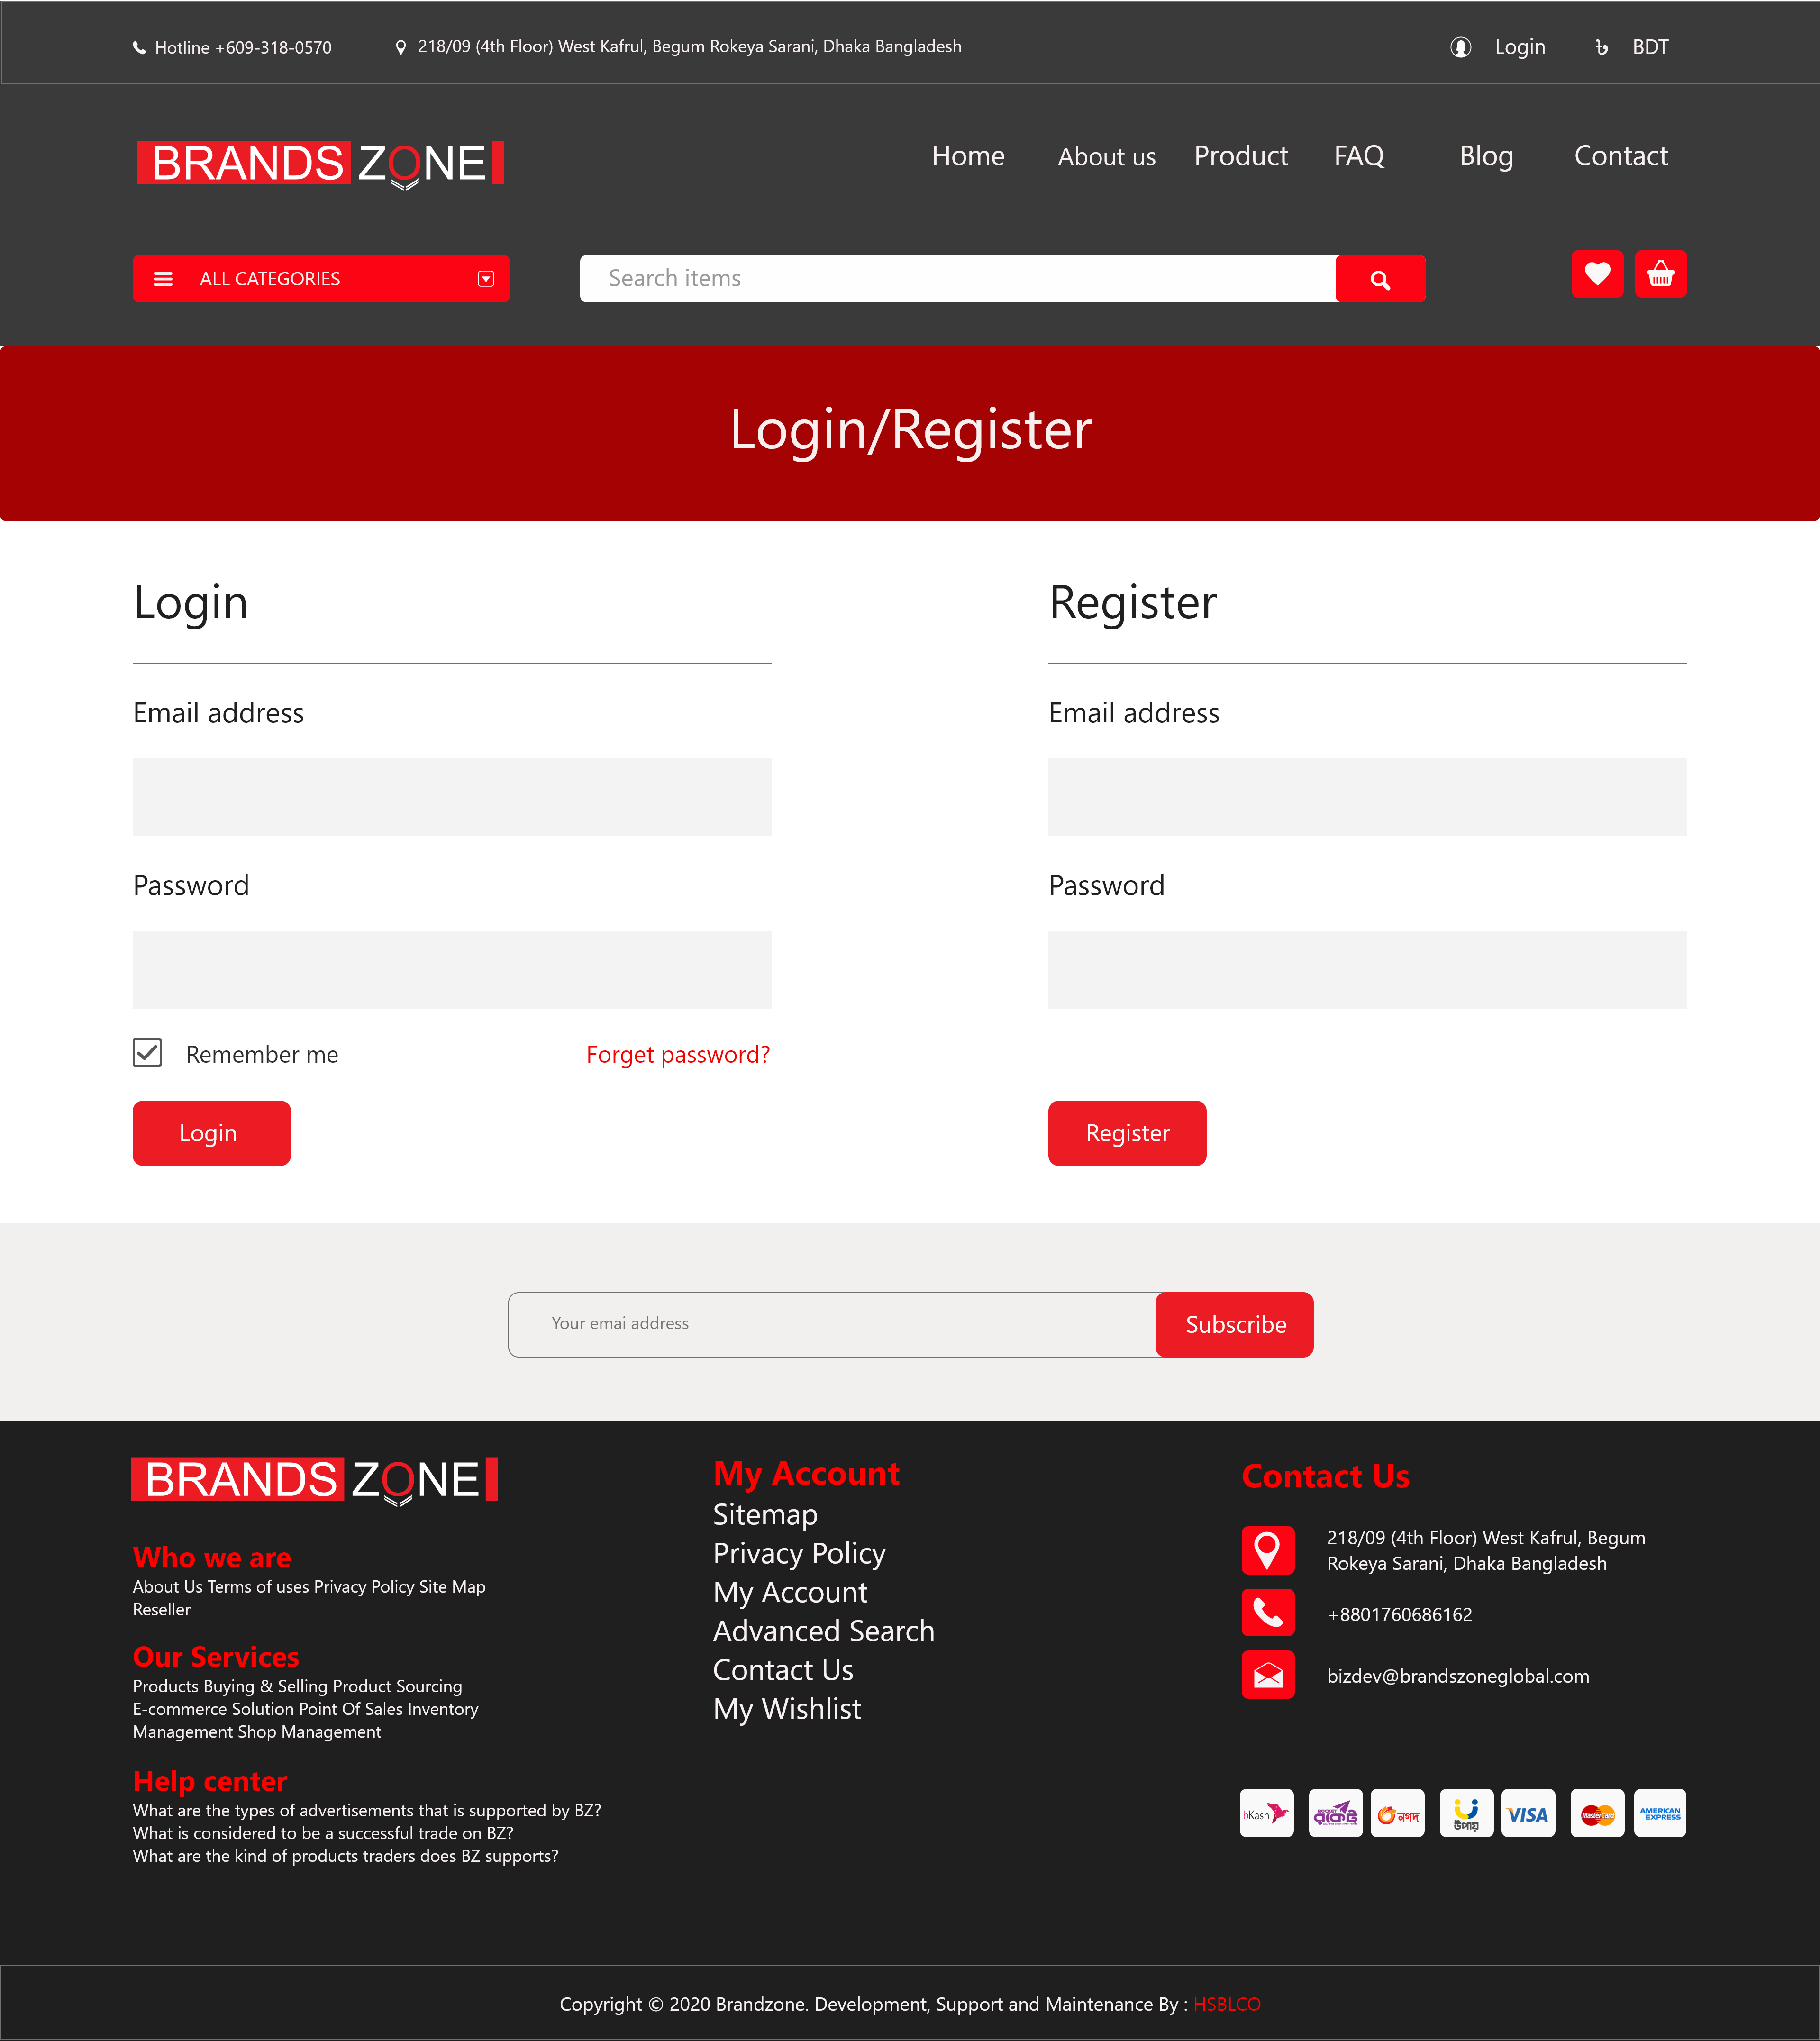 Hotline +609-318-0570
218/09 (4th Floor) West Kafrul, Begum Rokeya Sarani, Dhaka Bangladesh
Login
৳ BDT
BRANDS ZONE
Home About us Product FAQ Blog Contact
ALL CATEGORIES
Search items
Login/Register
Login
Email address
Password
Remember me
Forget password?
Login
Register
Email address
Password
Register
Your emai address
Subscribe
BRANDS ZONE
Who we are
About Us Terms of uses Privacy Policy Site Map
Reseller
Our Services
Products Buying & Selling Product Sourcing
E-commerce Solution Point Of Sales Inventory
Management Shop Management
Help center
What are the types of advertisements that is supported by BZ?
What is considered to be a successful trade on BZ?
What are the kind of products traders does BZ supports?
My Account
Sitemap
Privacy Policy
My Account
Advanced Search
Contact Us
My Wishlist
Contact Us
218/09 (4th Floor) West Kafrul, Begum
Rokeya Sarani, Dhaka Bangladesh
+8801760686162
bizdev@brandszoneglobal.com
bKash
ROCKET
রকেট
নগদ
উপায়
VISA
MasterCard
AMERICAN
EXPRESS
Copyright © 2020 Brandzone. Development, Support and Maintenance By : HSBLCO